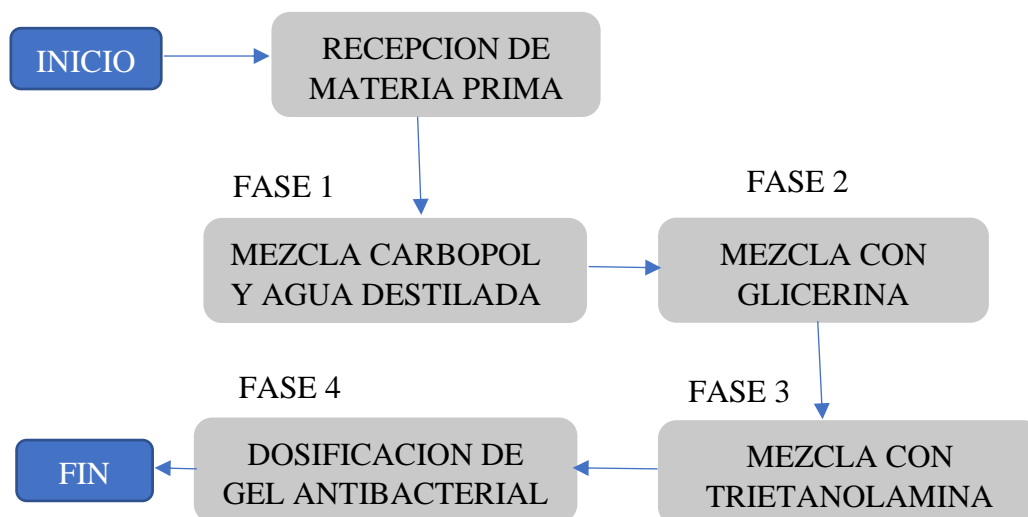 INICIO
RECEPCION DE
MATERIA PRIMA
FASE 1
MEZCLA CARBOPOL
Y AGUA DESTILADA
FASE 2
MEZCLA CON
GLICERINA
FASE 3
MEZCLA CON
TRIETANOLAMINA
FASE 4
DOSIFICACION DE
GEL ANTIBACTERIAL
FIN